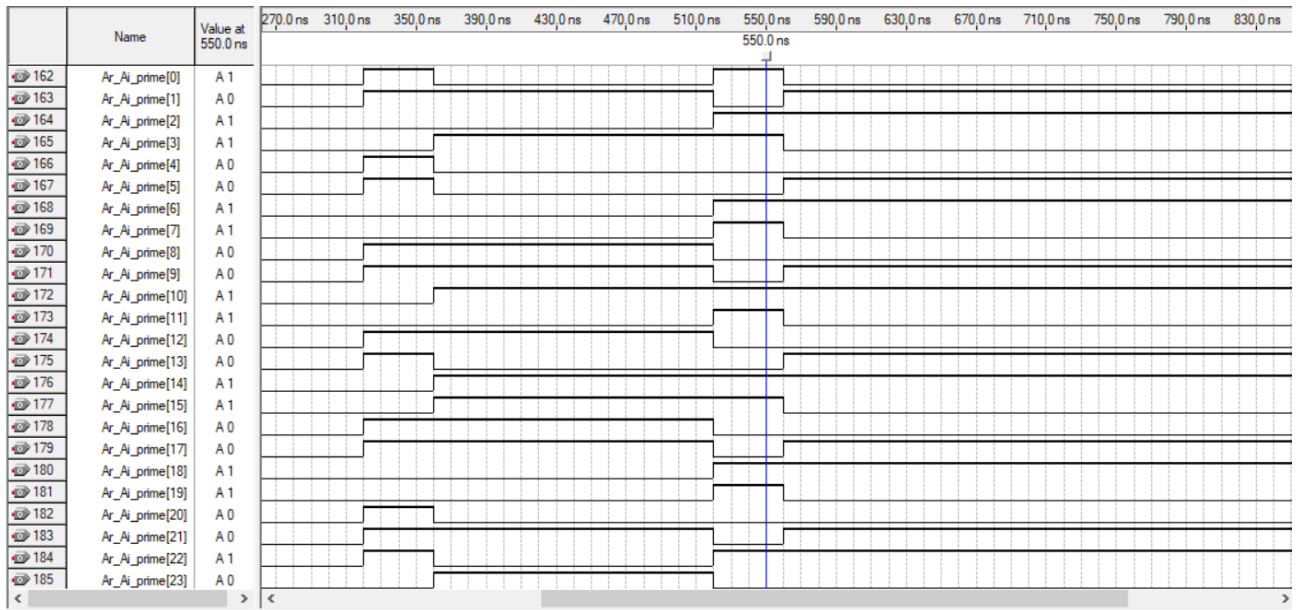 Name Value at 550.0 ns
270.0 ns 310.0 ns 350.0 ns 390.0 ns 430.0 ns 470.0 ns 510.0 ns 550.0 ns 590.0 ns 630.0 ns 670.0 ns 710.0 ns 750.0 ns 790.0 ns 830.0 ns
550.0 ns
162 Ar_Ai_prime[0] A 1
163 Ar_Ai_prime[1] A 0
164 Ar_Ai_prime[2] A 1
165 Ar_Ai_prime[3] A 1
166 Ar_Ai_prime[4] A 0
167 Ar_Ai_prime[5] A 0
168 Ar_Ai_prime[6] A 1
169 Ar_Ai_prime[7] A 1
170 Ar_Ai_prime[8] A 0
171 Ar_Ai_prime[9] A 0
172 Ar_Ai_prime[10] A 1
173 Ar_Ai_prime[11] A 1
174 Ar_Ai_prime[12] A 0
175 Ar_Ai_prime[13] A 0
176 Ar_Ai_prime[14] A 1
177 Ar_Ai_prime[15] A 1
178 Ar_Ai_prime[16] A 0
179 Ar_Ai_prime[17] A 0
180 Ar_Ai_prime[18] A 1
181 Ar_Ai_prime[19] A 1
182 Ar_Ai_prime[20] A 0
183 Ar_Ai_prime[21] A 0
184 Ar_Ai_prime[22] A 1
185 Ar_Ai_prime[23] A 0